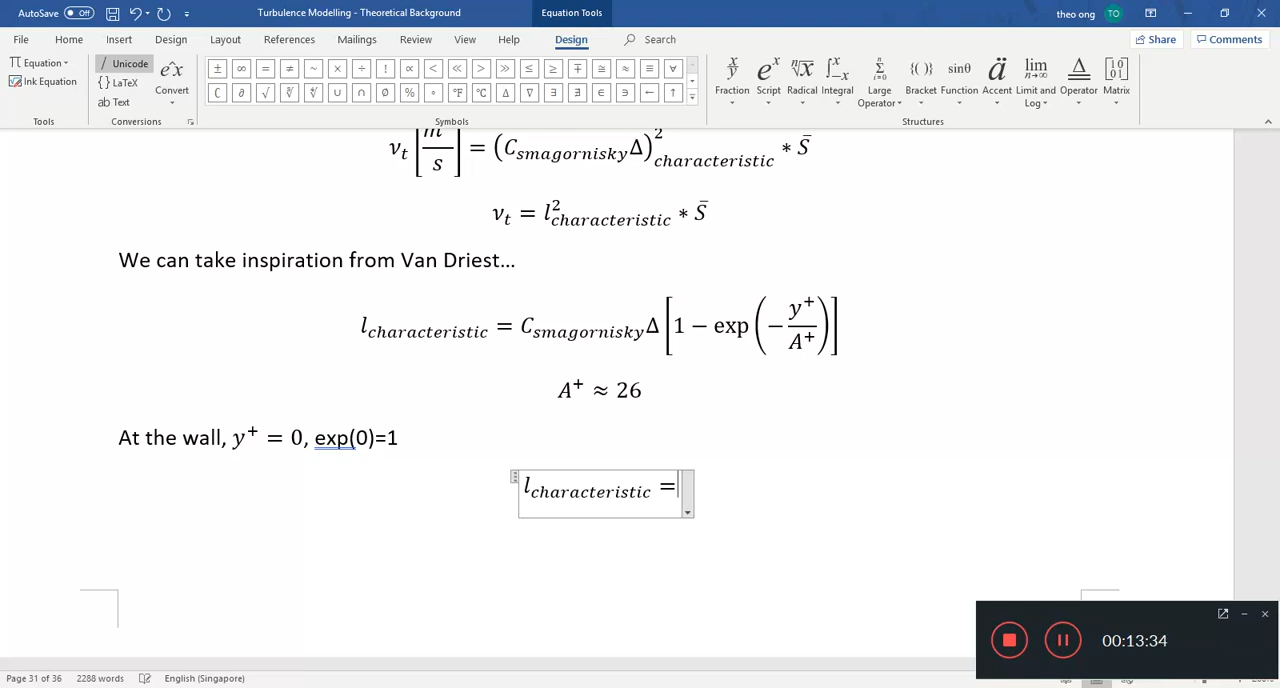 AutoSave Off Turbulence Modelling - Theoretical Background Equation Tools theo ong TO
File Home Insert Design Layout References Mailings Review View Help Design Search Share Comments
π Equation / Unicode
Ink Equation {} LaTeX
ab Text
e^x Convert
± ∞ = ≠ ~ × ÷ ! ∝ < ≪ > ≫ ≤ ≥ ∓ ≅ ≈ ≡ ∀
∁ ∂ √ ∛ ∜ ∪ ∩ ∅ % ° °F °C ∆ ∇ ∃ ∄ ∈ ∋ ← ↑
Fraction Script Radical Integral Large Operator Bracket Function Accent Limit and Log Operator Matrix
Tools Conversions Symbols Structures
ν_t [m/s] = (C_smagornisky Δ)^2_characteristic * S̄
ν_t = l^2_characteristic * S̄
We can take inspiration from Van Driest...
l_characteristic = C_smagornisky Δ [1 − exp (− y^+/A^+)]
A^+ ≈ 26
At the wall, y^+ = 0, exp(0)=1
l_characteristic =
00:13:34
Page 31 of 36 2288 words English (Singapore)